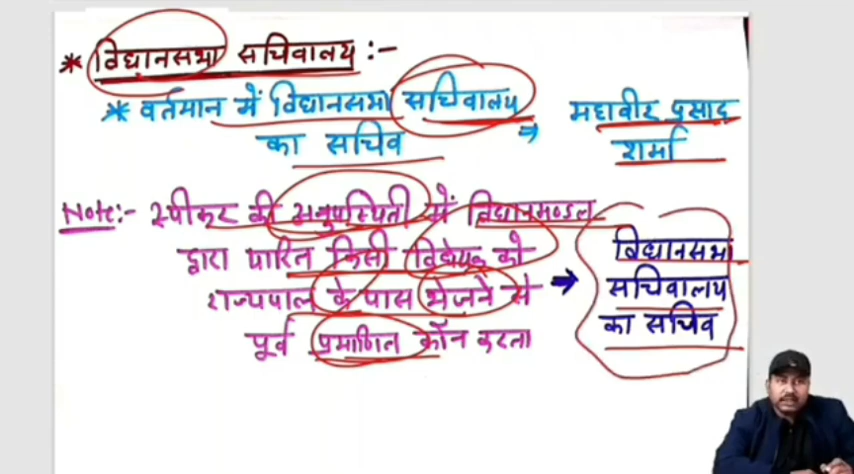 * विधानसभा सचिवालय :-
* वर्तमान में विधानसभा सचिवालय का सचिव → महावीर प्रसाद शर्मा
Note:- स्पीकर की अनुपस्थिती में विधानमण्डल
द्वारा पारित किसी विधेयक को
राज्यपाल के पास भेजने से
पूर्व प्रमाणित कौन करता
→ विधानसभा
सचिवालय
का सचिव